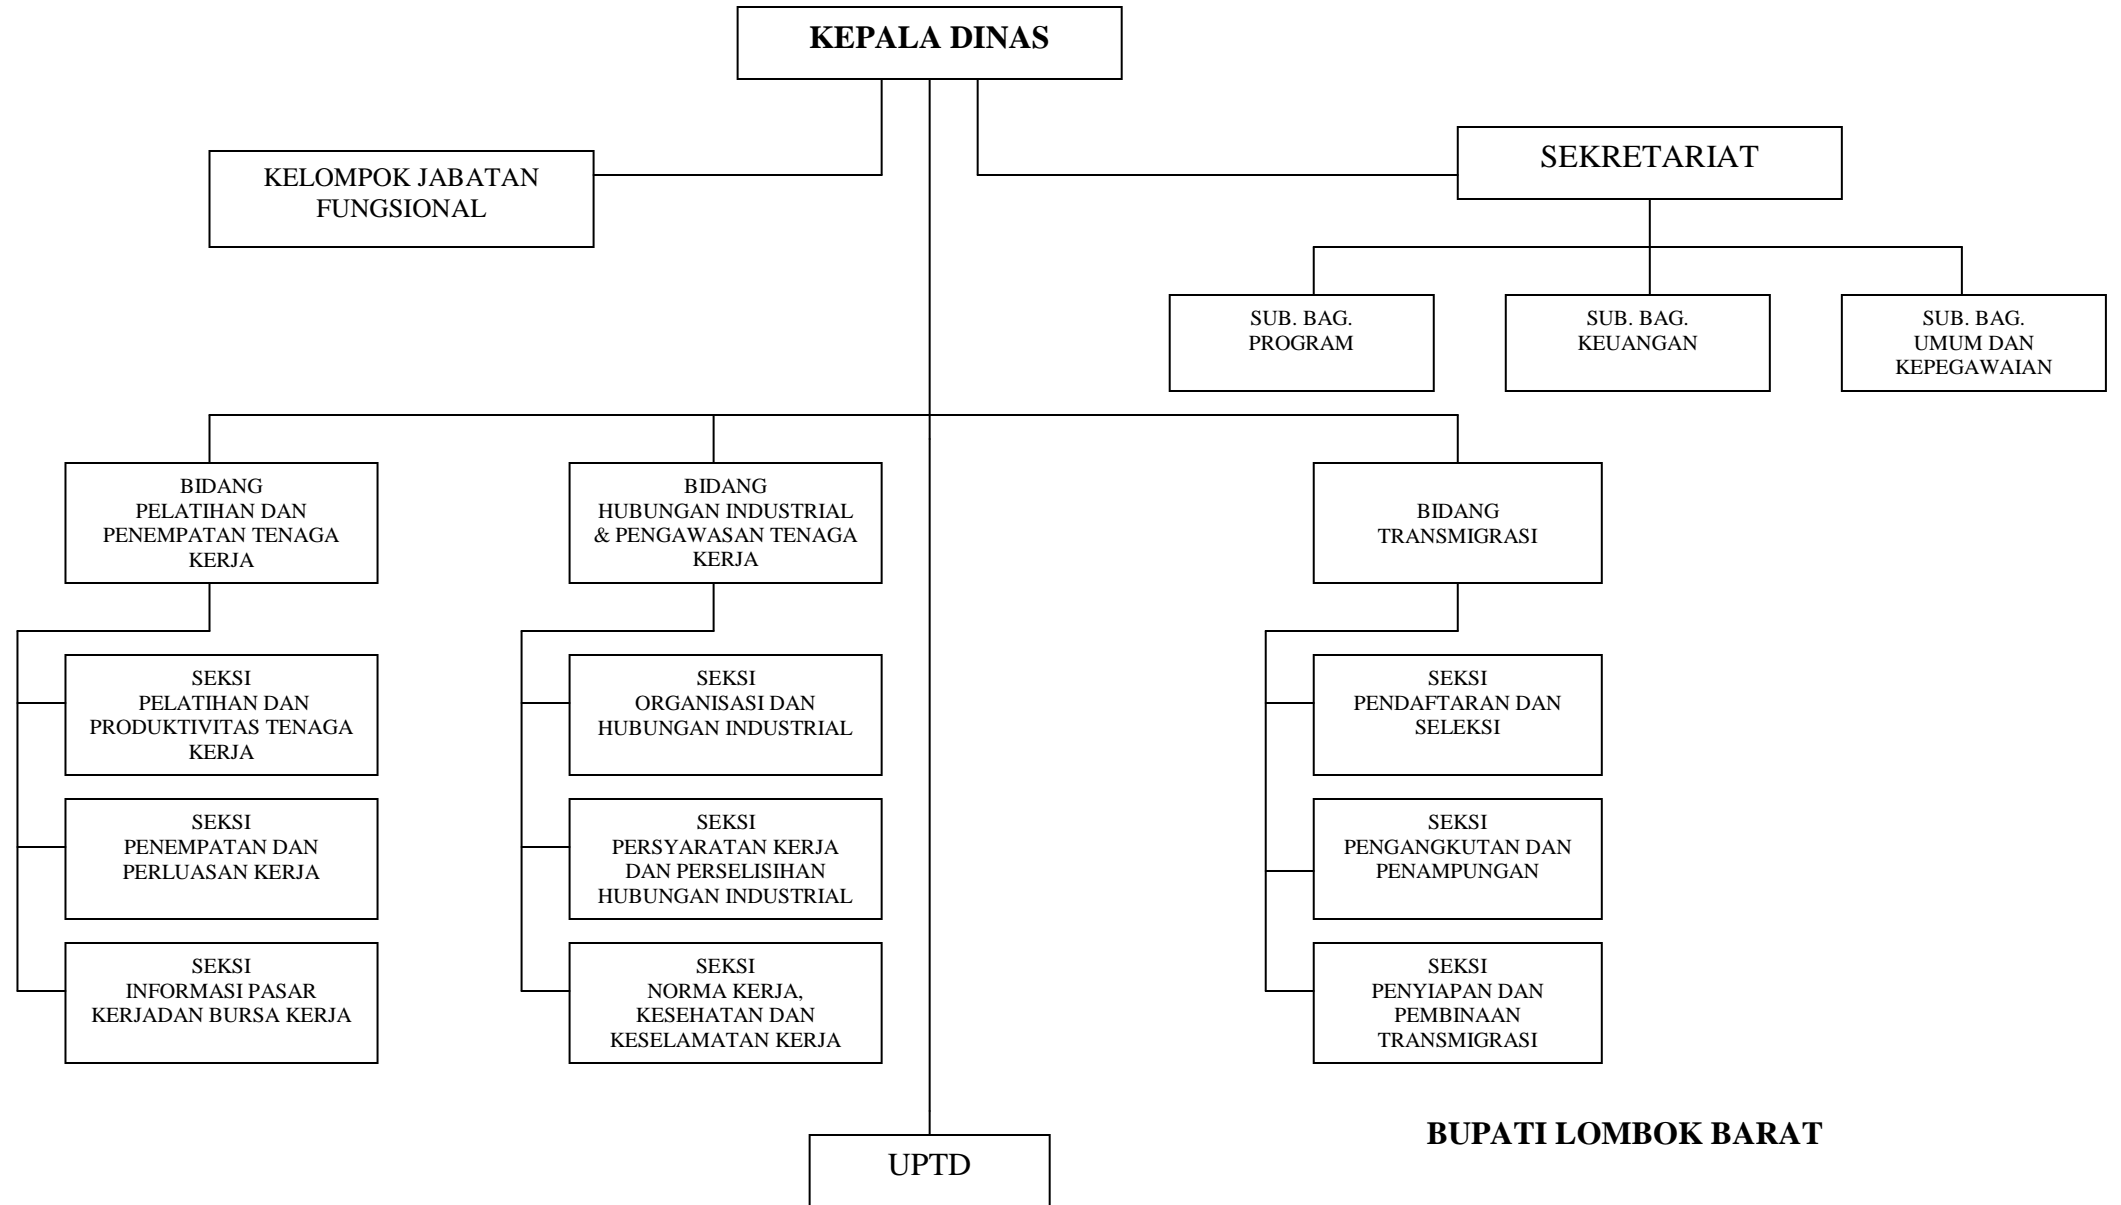 KEPALA DINAS
KELOMPOK JABATAN
FUNGSIONAL
SEKRETARIAT
SUB. BAG.
PROGRAM
SUB. BAG.
KEUANGAN
SUB. BAG.
UMUM DAN
KEPEGAWAIAN
BIDANG
PELATIHAN DAN
PENEMPATAN TENAGA
KERJA
BIDANG
HUBUNGAN INDUSTRIAL
& PENGAWASAN TENAGA
KERJA
BIDANG
TRANSMIGRASI
SEKSI
PELATIHAN DAN
PRODUKTIVITAS TENAGA
KERJA
SEKSI
ORGANISASI DAN
HUBUNGAN INDUSTRIAL
SEKSI
PENDAFTARAN DAN
SELEKSI
SEKSI
PENEMPATAN DAN
PERLUASAN KERJA
SEKSI
PERSYARATAN KERJA
DAN PERSELISIHAN
HUBUNGAN INDUSTRIAL
SEKSI
PENGANGKUTAN DAN
PENAMPUNGAN
SEKSI
INFORMASI PASAR
KERJADAN BURSA KERJA
SEKSI
NORMA KERJA,
KESEHATAN DAN
KESELAMATAN KERJA
SEKSI
PENYIAPAN DAN
PEMBINAAN
TRANSMIGRASI
BUPATI LOMBOK BARAT
UPTD